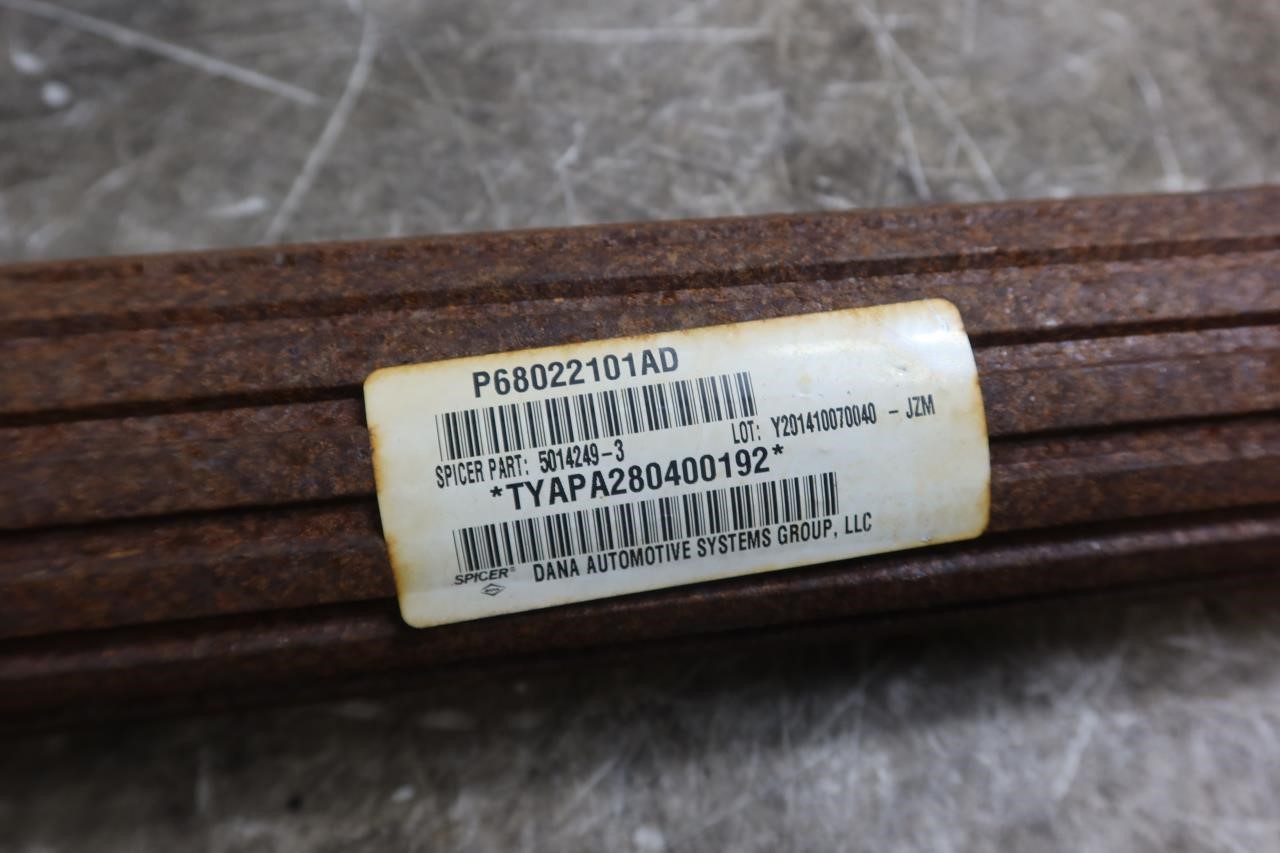 P68022101AD
SPICER PART: 5014249-3 LOT: Y201410070040 - JZM
*TYAPA280400192*
SPICER® DANA AUTOMOTIVE SYSTEMS GROUP, LLC